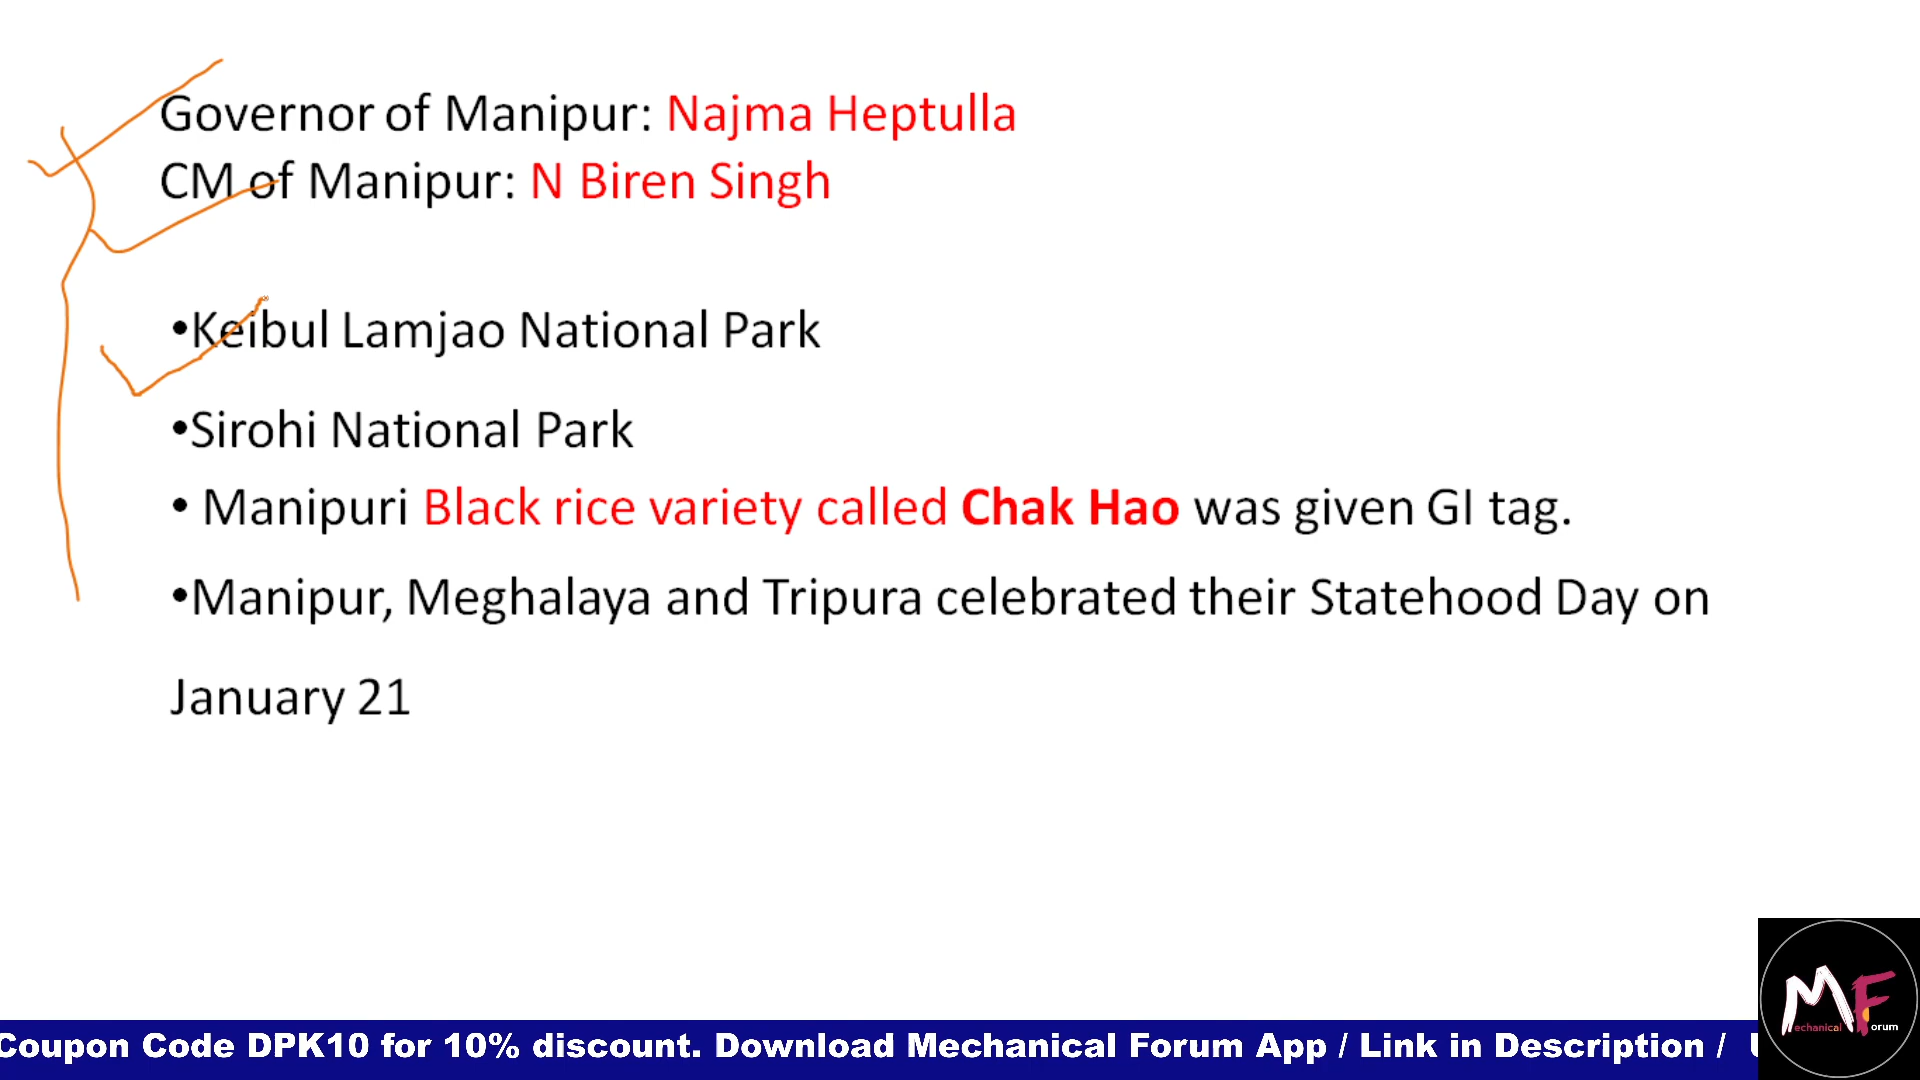 Governor of Manipur: Najma Heptulla
CM of Manipur: N Biren Singh
•Keibul Lamjao National Park
•Sirohi National Park
• Manipuri Black rice variety called Chak Hao was given GI tag.
•Manipur, Meghalaya and Tripura celebrated their Statehood Day on
January 21
MF
echanical orum
Coupon Code DPK10 for 10% discount. Download Mechanical Forum App / Link in Description /